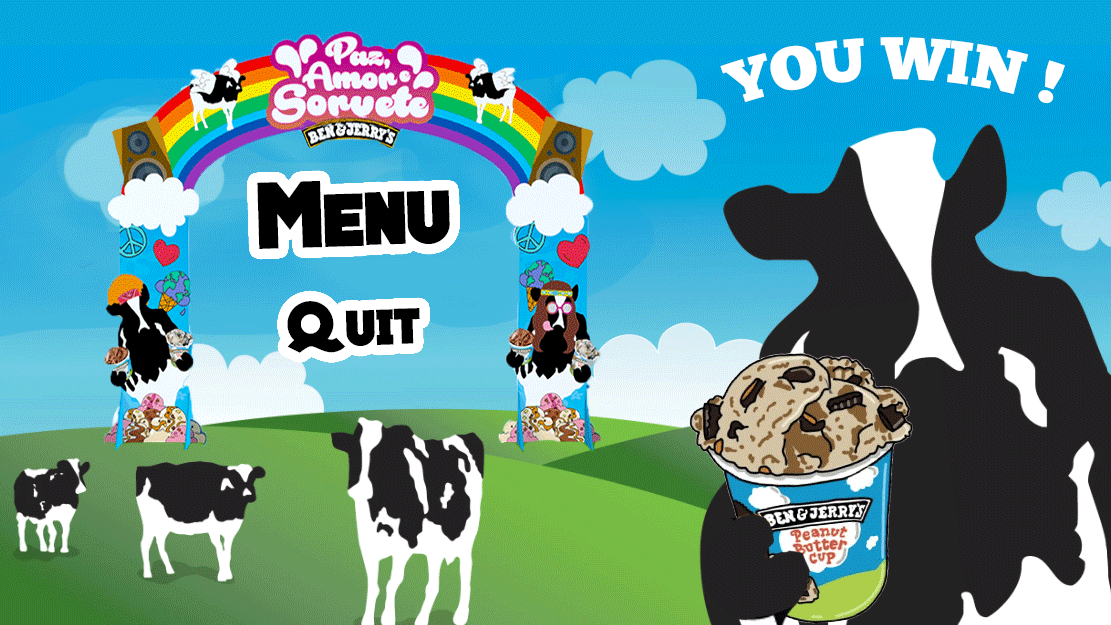 Paz,
Amor e
Sorvete
BEN & JERRY'S
YOU WIN !
MENU
QUIT
BEN & JERRY'S
Peanut
Butter
CUP